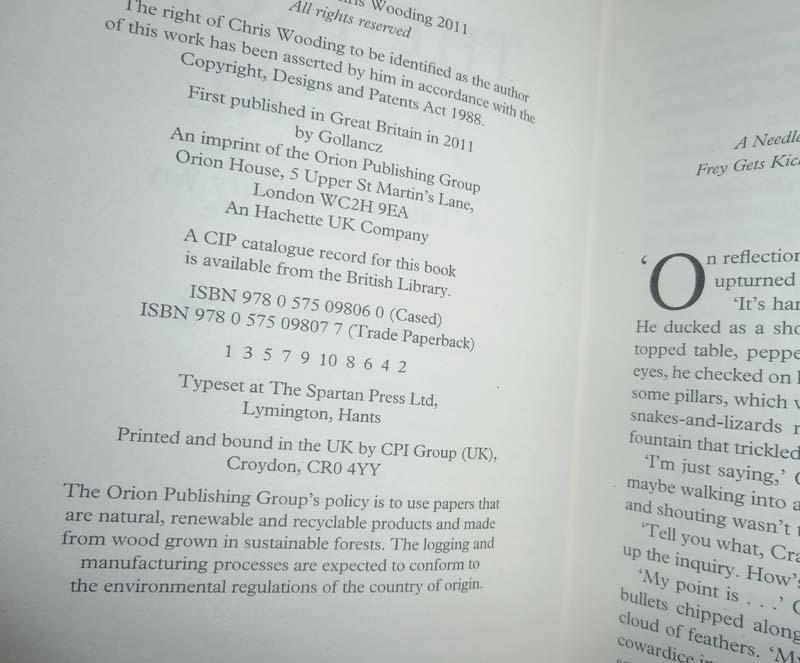 Chris Wooding 2011
All rights reserved
The right of Chris Wooding to be identified as the author
of this work has been asserted by him in accordance with the
Copyright, Designs and Patents Act 1988.
First published in Great Britain in 2011
by Gollancz
An imprint of the Orion Publishing Group
Orion House, 5 Upper St Martin's Lane,
London WC2H 9EA
An Hachette UK Company
A CIP catalogue record for this book
is available from the British Library.
ISBN 978 0 575 09806 0 (Cased)
ISBN 978 0 575 09807 7 (Trade Paperback)
1 3 5 7 9 10 8 6 4 2
Typeset at The Spartan Press Ltd,
Lymington, Hants
Printed and bound in the UK by CPI Group (UK),
Croydon, CR0 4YY
The Orion Publishing Group's policy is to use papers that
are natural, renewable and recyclable products and made
from wood grown in sustainable forests. The logging and
manufacturing processes are expected to conform to
the environmental regulations of the country of origin.
A Needle
Frey Gets Kic
'On reflection
upturned
'It's har
He ducked as a sho
topped table, peppe
eyes, he checked on
some pillars, which
snakes-and-lizards
fountain that trickled
'I'm just saying,'
maybe walking into a
and shouting wasn't
'Tell you what, Cra
up the inquiry. How's
'My point is . . .'
bullets chipped along
cloud of feathers. 'My
cowardice